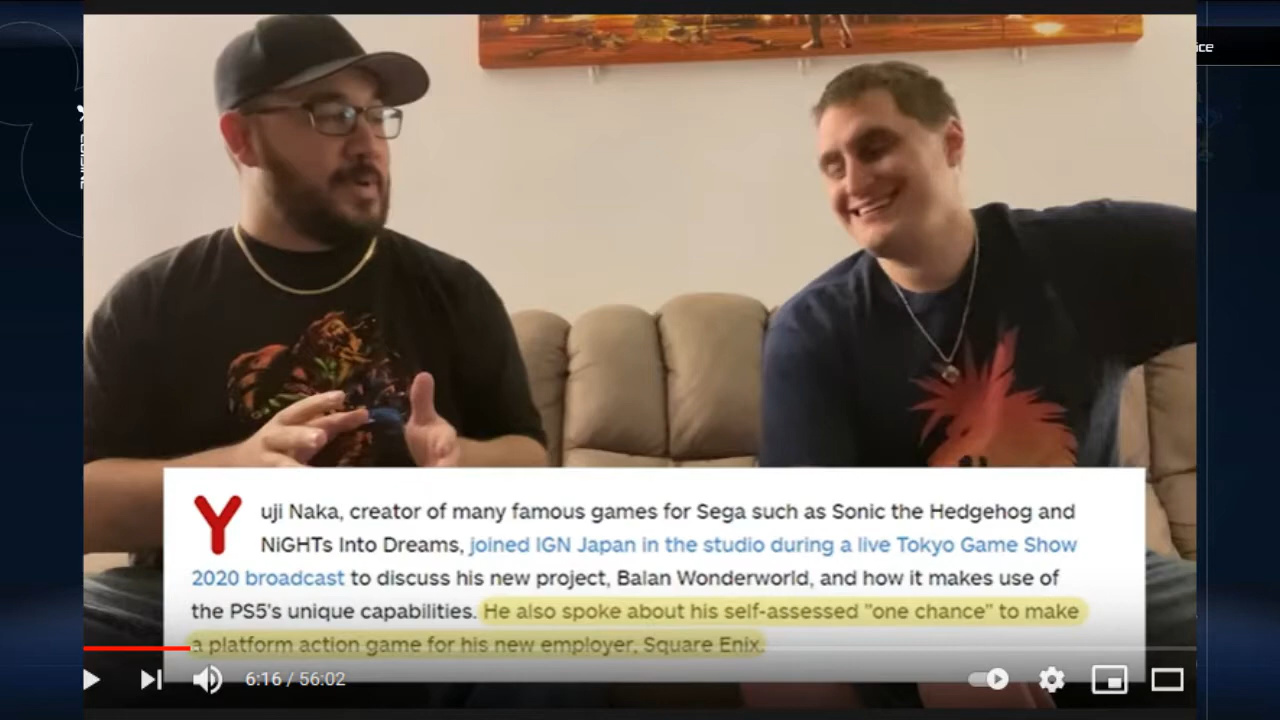 ice
Yuji Naka, creator of many famous games for Sega such as Sonic the Hedgehog and
NiGHTs Into Dreams, joined IGN Japan in the studio during a live Tokyo Game Show
2020 broadcast to discuss his new project, Balan Wonderworld, and how it makes use of
the PS5's unique capabilities. He also spoke about his self-assessed "one chance" to make
a platform action game for his new employer, Square Enix.
6:16 / 56:02